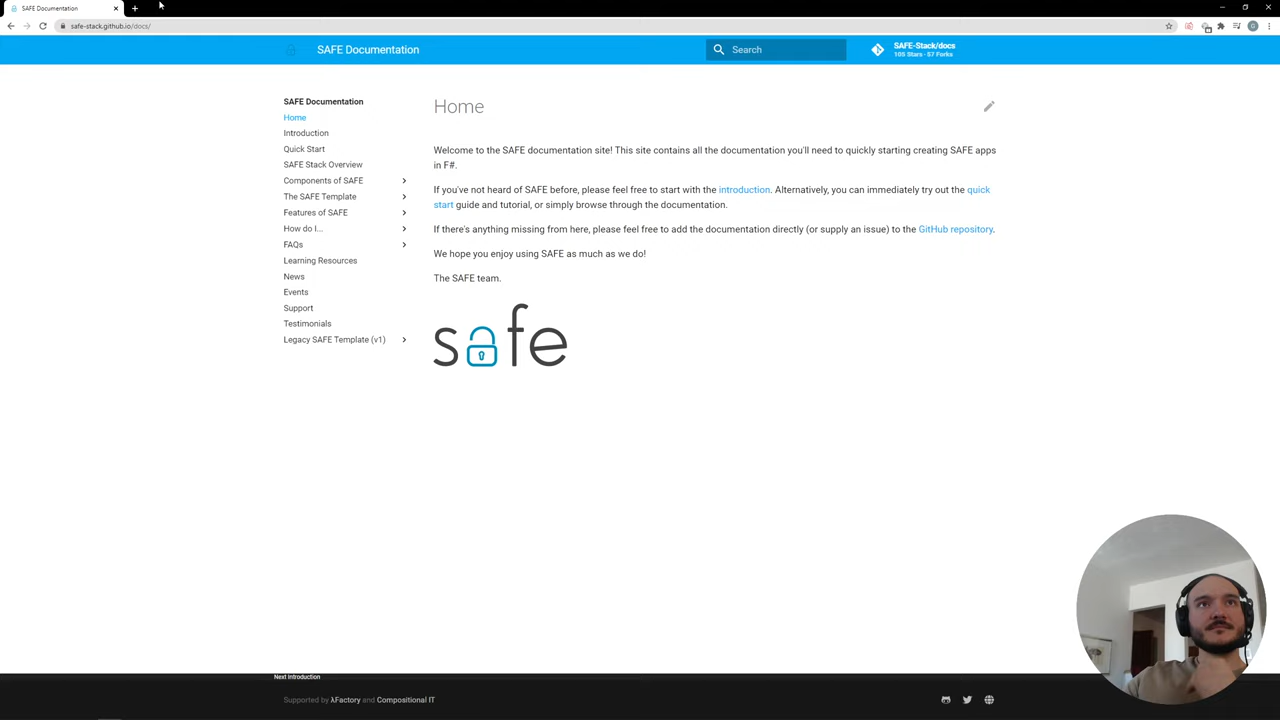 SAFE Documentation
safe-stack.github.io/docs/
SAFE Documentation
Search
SAFE-Stack/docs
105 Stars · 57 Forks
SAFE Documentation
Home
Introduction
Quick Start
SAFE Stack Overview
Components of SAFE
The SAFE Template
Features of SAFE
How do I...
FAQs
Learning Resources
News
Events
Support
Testimonials
Legacy SAFE Template (v1)
Home
Welcome to the SAFE documentation site! This site contains all the documentation you'll need to quickly starting creating SAFE apps
in F#.
If you've not heard of SAFE before, please feel free to start with the introduction. Alternatively, you can immediately try out the quick
start guide and tutorial, or simply browse through the documentation.
If there's anything missing from here, please feel free to add the documentation directly (or supply an issue) to the GitHub repository.
We hope you enjoy using SAFE as much as we do!
The SAFE team.
safe
Next Introduction
Supported by λFactory and Compositional IT